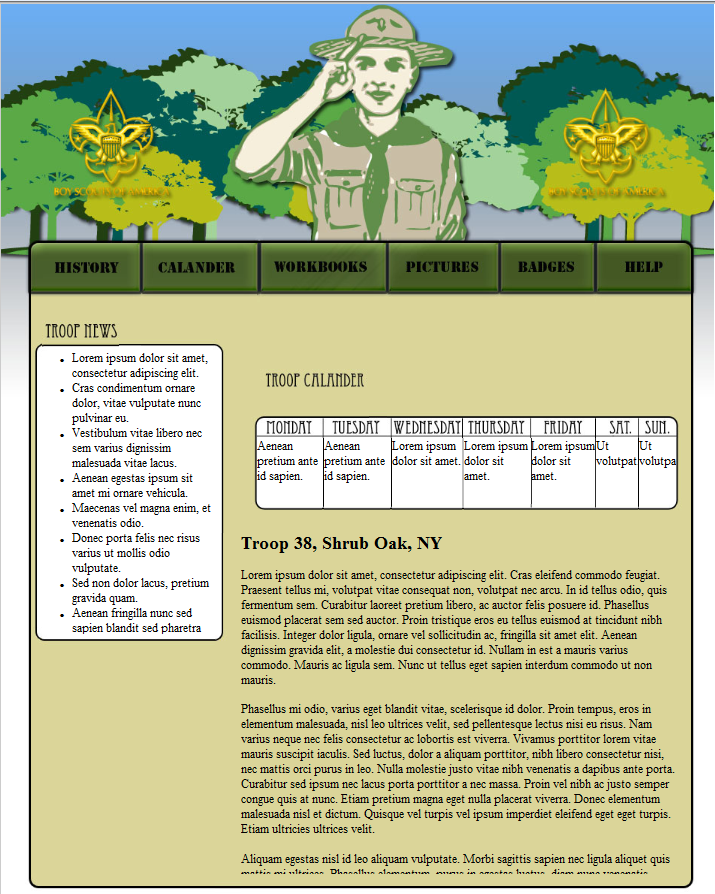 BOY SCOUTS OF AMERICA
BOY SCOUTS OF AMERICA
HISTORY
CALANDER
WORKBOOKS
PICTURES
BADGES
HELP
TROOP NEWS
Lorem ipsum dolor sit amet,
consectetur adipiscing elit.
Cras condimentum ornare
dolor, vitae vulputate nunc
pulvinar eu.
Vestibulum vitae libero nec
sem varius dignissim
malesuada vitae lacus.
Aenean egestas ipsum sit
amet mi ornare vehicula.
Maecenas vel magna enim, et
venenatis odio.
Donec porta felis nec risus
varius ut mollis odio
vulputate.
Sed non dolor lacus, pretium
gravida quam.
Aenean fringilla nunc sed
sapien blandit sed pharetra
TROOP CALANDER
MONDAY
TUESDAY
WEDNESDAY
THURSDAY
FRIDAY
SAT.
SUN.
Aenean
pretium ante
id sapien.
Aenean
pretium ante
id sapien.
Lorem ipsum
dolor sit amet.
Lorem ipsum
dolor sit
amet.
Lorem ipsum
dolor sit
amet.
Ut
volutpat
Ut
volutpa
Troop 38, Shrub Oak, NY
Lorem ipsum dolor sit amet, consectetur adipiscing elit. Cras eleifend commodo feugiat.
Praesent tellus mi, volutpat vitae consequat non, volutpat nec arcu. In id tellus odio, quis
fermentum sem. Curabitur laoreet pretium libero, ac auctor felis posuere id. Phasellus
euismod placerat sem sed auctor. Proin tristique eros eu tellus euismod at tincidunt nibh
facilisis. Integer dolor ligula, ornare vel sollicitudin ac, fringilla sit amet elit. Aenean
dignissim gravida elit, a molestie dui consectetur id. Nullam in est a mauris varius
commodo. Mauris ac ligula sem. Nunc ut tellus eget sapien interdum commodo ut non
mauris.
Phasellus mi odio, varius eget blandit vitae, scelerisque id dolor. Proin tempus, eros in
elementum malesuada, nisl leo ultrices velit, sed pellentesque lectus nisi eu risus. Nam
varius neque nec felis consectetur ac lobortis est viverra. Vivamus porttitor lorem vitae
mauris suscipit iaculis. Sed luctus, dolor a aliquam porttitor, nibh libero consectetur nisi,
nec mattis orci purus in leo. Nulla molestie justo vitae nibh venenatis a dapibus ante porta.
Curabitur sed ipsum nec lacus porta porttitor a nec massa. Proin vel nibh ac justo semper
congue quis at nunc. Etiam pretium magna eget nulla placerat viverra. Donec elementum
malesuada nisl et dictum. Quisque vel turpis vel ipsum imperdiet eleifend eget eget turpis.
Etiam ultricies ultrices velit.
Aliquam egestas nisl id leo aliquam vulputate. Morbi sagittis sapien nec ligula aliquet quis
mattis mi ultrices. Phasellus elementum, purus in egestas luctus, diam nunc venenatis